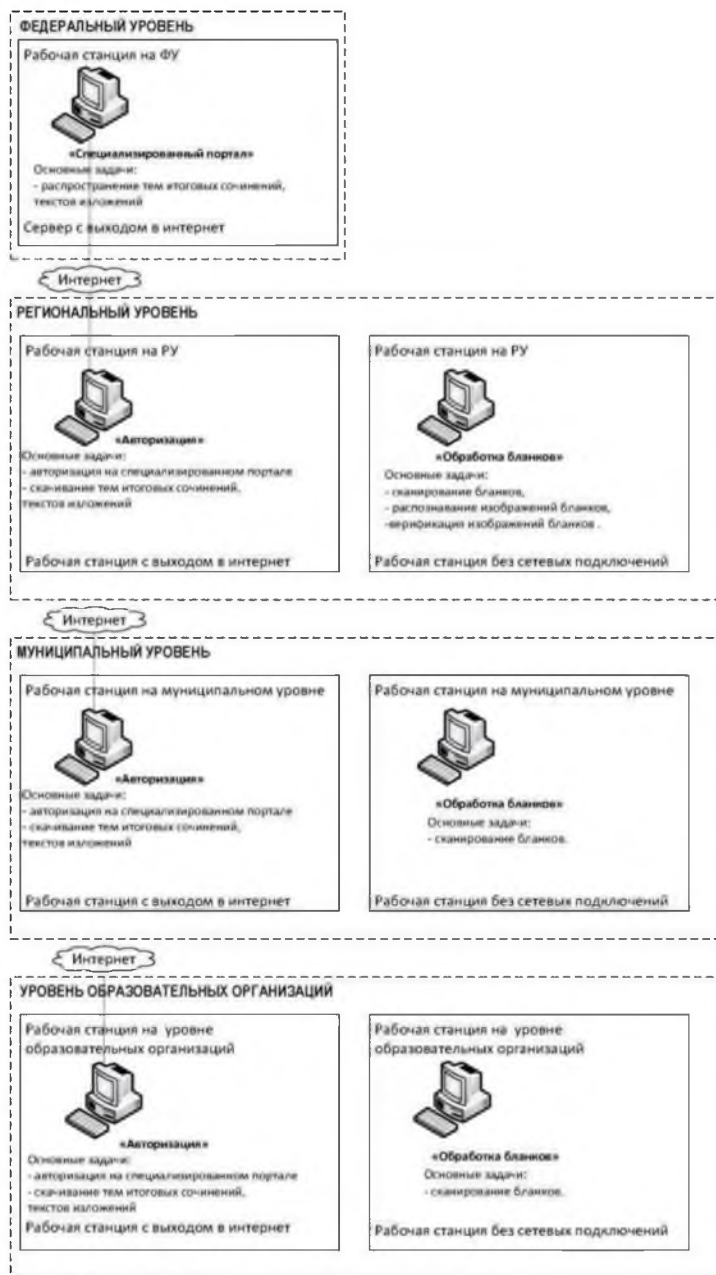 ФЕДЕРАЛЬНЫЙ УРОВЕНЬ
Рабочая станция на ФУ
«Специализированный портал»
Основные задачи:
- распространение тем итоговых сочинений,
текстов изложений
Сервер с выходом в интернет
Интернет
РЕГИОНАЛЬНЫЙ УРОВЕНЬ
Рабочая станция на РУ
«Авторизация»
Основные задачи:
- авторизация на специализированном портале
- скачивание тем итоговых сочинений,
текстов изложений
Рабочая станция с выходом в интернет
Рабочая станция на РУ
«Обработка бланков»
Основные задачи:
- сканирование бланков,
- распознавание изображений бланков,
-верификация изображений бланков .
Рабочая станция без сетевых подключений
Интернет
МУНИЦИПАЛЬНЫЙ УРОВЕНЬ
Рабочая станция на муниципальном уровне
«Авторизация»
Основные задачи:
- авторизация на специализированном портале
- скачивание тем итоговых сочинений,
текстов изложений
Рабочая станция с выходом в интернет
Рабочая станция на муниципальном уровне
«Обработка бланков»
Основные задачи:
- сканирование бланков.
Рабочая станция без сетевых подключений
Интернет
УРОВЕНЬ ОБРАЗОВАТЕЛЬНЫХ ОРГАНИЗАЦИЙ
Рабочая станция на уровне
образовательных организаций
«Авторизация»
Основные задачи:
- авторизация на специализированном портале
- скачивание тем итоговых сочинений,
текстов изложений
Рабочая станция с выходом в интернет
Рабочая станция на уровне
образовательных организаций
«Обработка бланков»
Основные задачи:
- сканирование бланков.
Рабочая станция без сетевых подключений